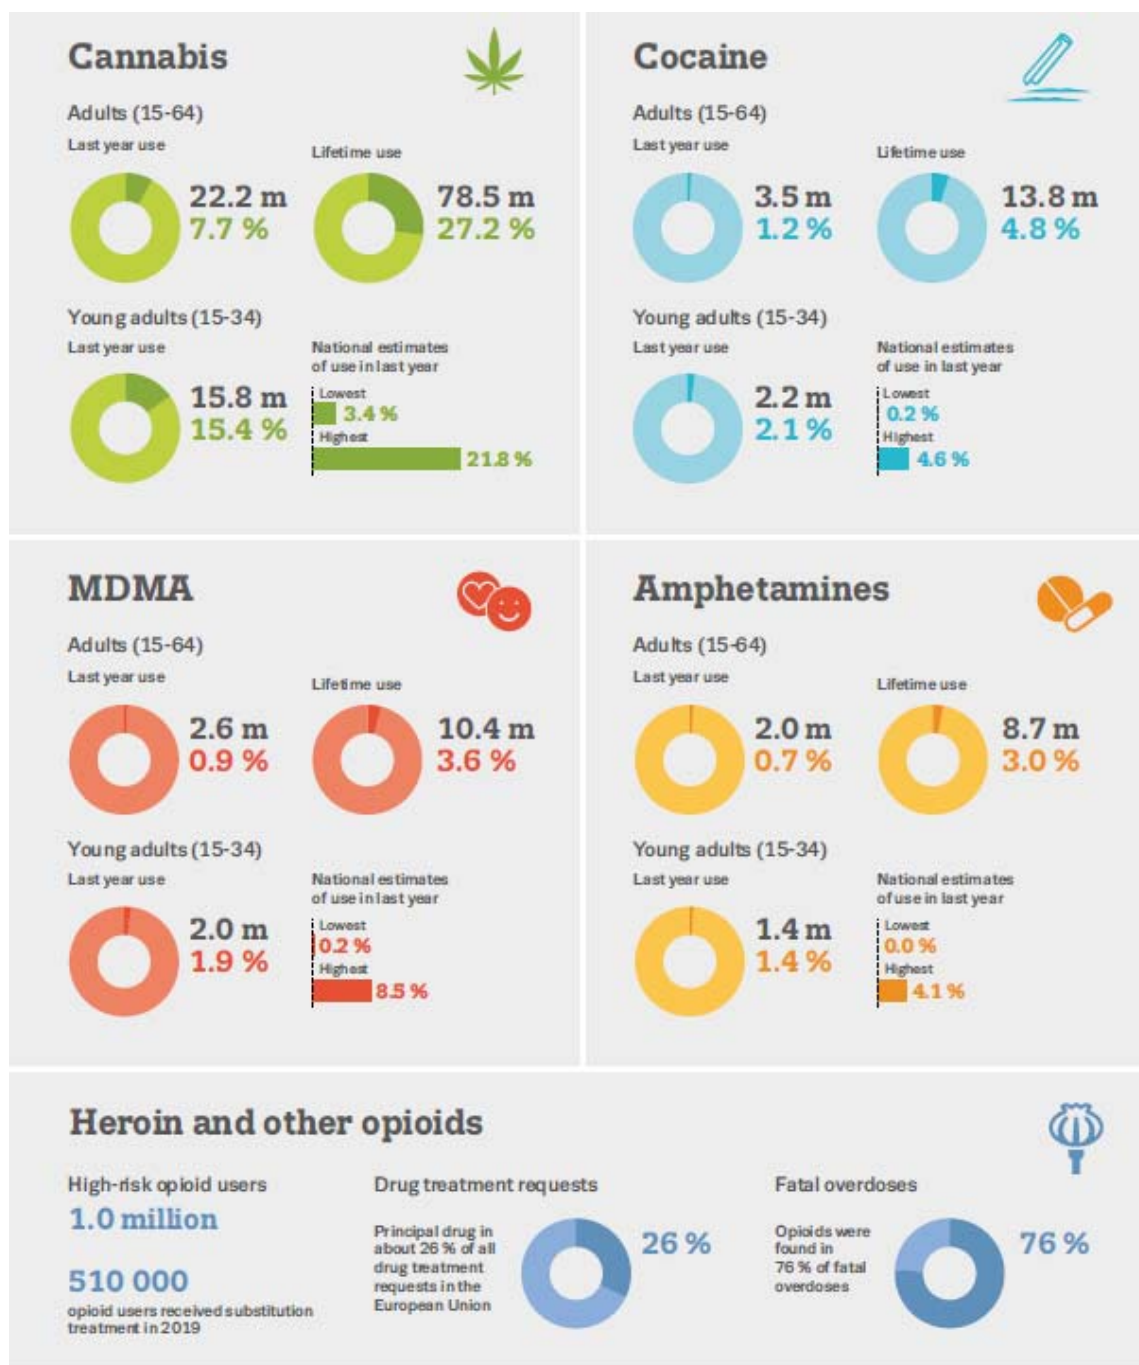 Cannabis
Adults (15-64)
Last year use
Lifetime use
22.2 m
7.7 %
78.5 m
27.2 %
Young adults (15-34)
Last year use
National estimates
of use in last year
15.8 m
15.4 %
Lowest
3.4 %
Highest
21.8 %
Cocaine
Adults (15-64)
Last year use
Lifetime use
3.5 m
1.2 %
13.8 m
4.8 %
Young adults (15-34)
Last year use
National estimates
of use in last year
2.2 m
2.1 %
Lowest
0.2 %
Highest
4.6 %
MDMA
Adults (15-64)
Last year use
Lifetime use
2.6 m
0.9 %
10.4 m
3.6 %
Young adults (15-34)
Last year use
National estimates
of use in last year
2.0 m
1.9 %
Lowest
0.2 %
Highest
8.5 %
Amphetamines
Adults (15-64)
Last year use
Lifetime use
2.0 m
0.7 %
8.7 m
3.0 %
Young adults (15-34)
Last year use
National estimates
of use in last year
1.4 m
1.4 %
Lowest
0.0 %
Highest
4.1 %
Heroin and other opioids
High-risk opioid users
1.0 million
510 000
opioid users received substitution
treatment in 2019
Drug treatment requests
Principal drug in
about 26 % of all
drug treatment
requests in the
European Union
26 %
Fatal overdoses
Opioids were
found in
76 % of fatal
overdoses
76 %